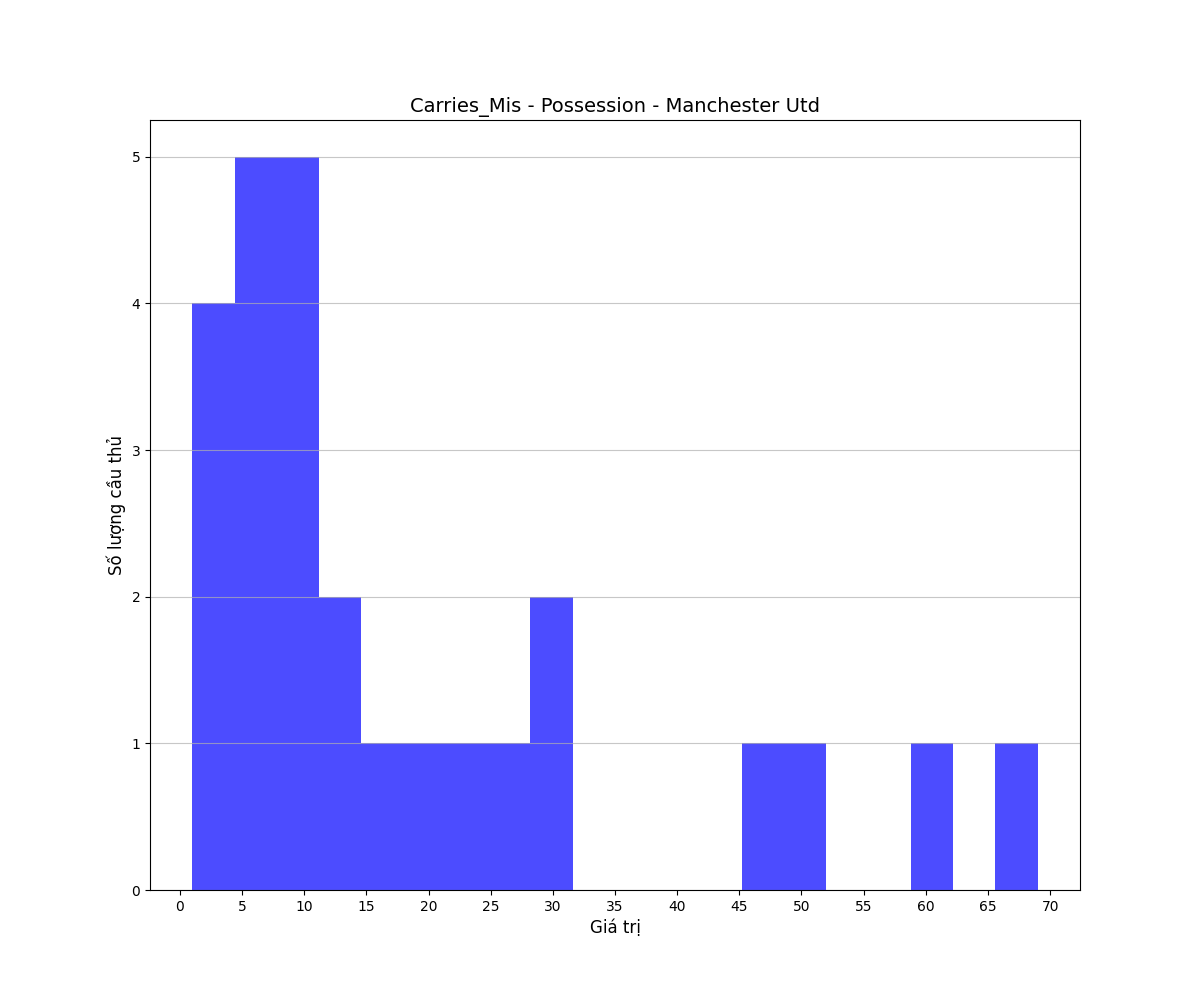 Carries_Mis - Possession - Manchester Utd
5
4
3
2
1
0
Số lượng cầu thủ
0 5 10 15 20 25 30 35 40 45 50 55 60 65 70
Giá trị